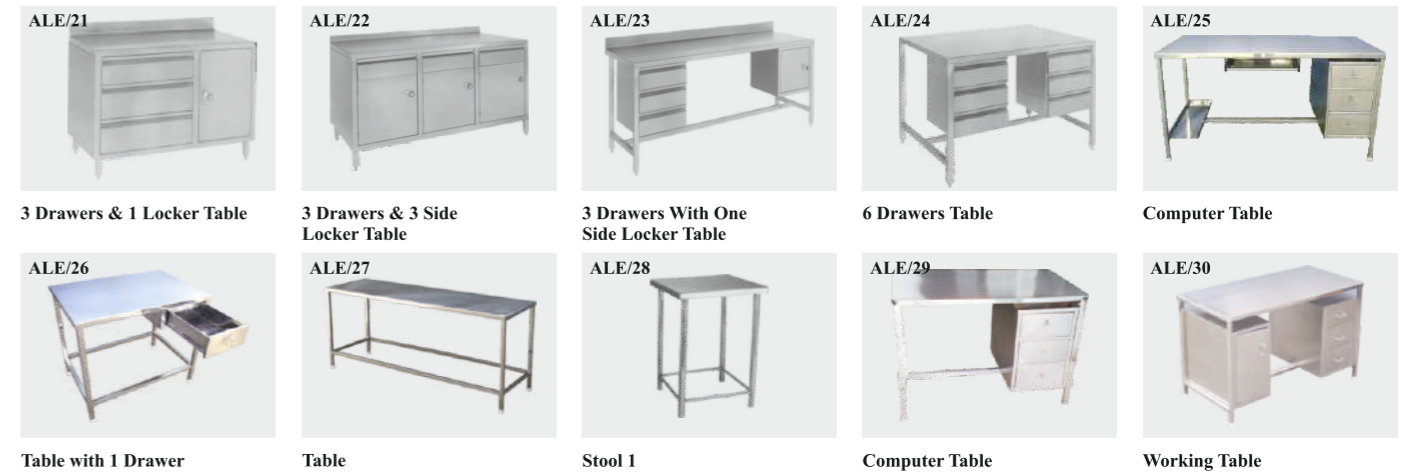 ALE/21
ALE/22
ALE/23
ALE/24
ALE/25
3 Drawers & 1 Locker Table
3 Drawers & 3 Side
Locker Table
3 Drawers With One
Side Locker Table
6 Drawers Table
Computer Table
ALE/26
ALE/27
ALE/28
ALE/29
ALE/30
Table with 1 Drawer
Table
Stool 1
Computer Table
Working Table